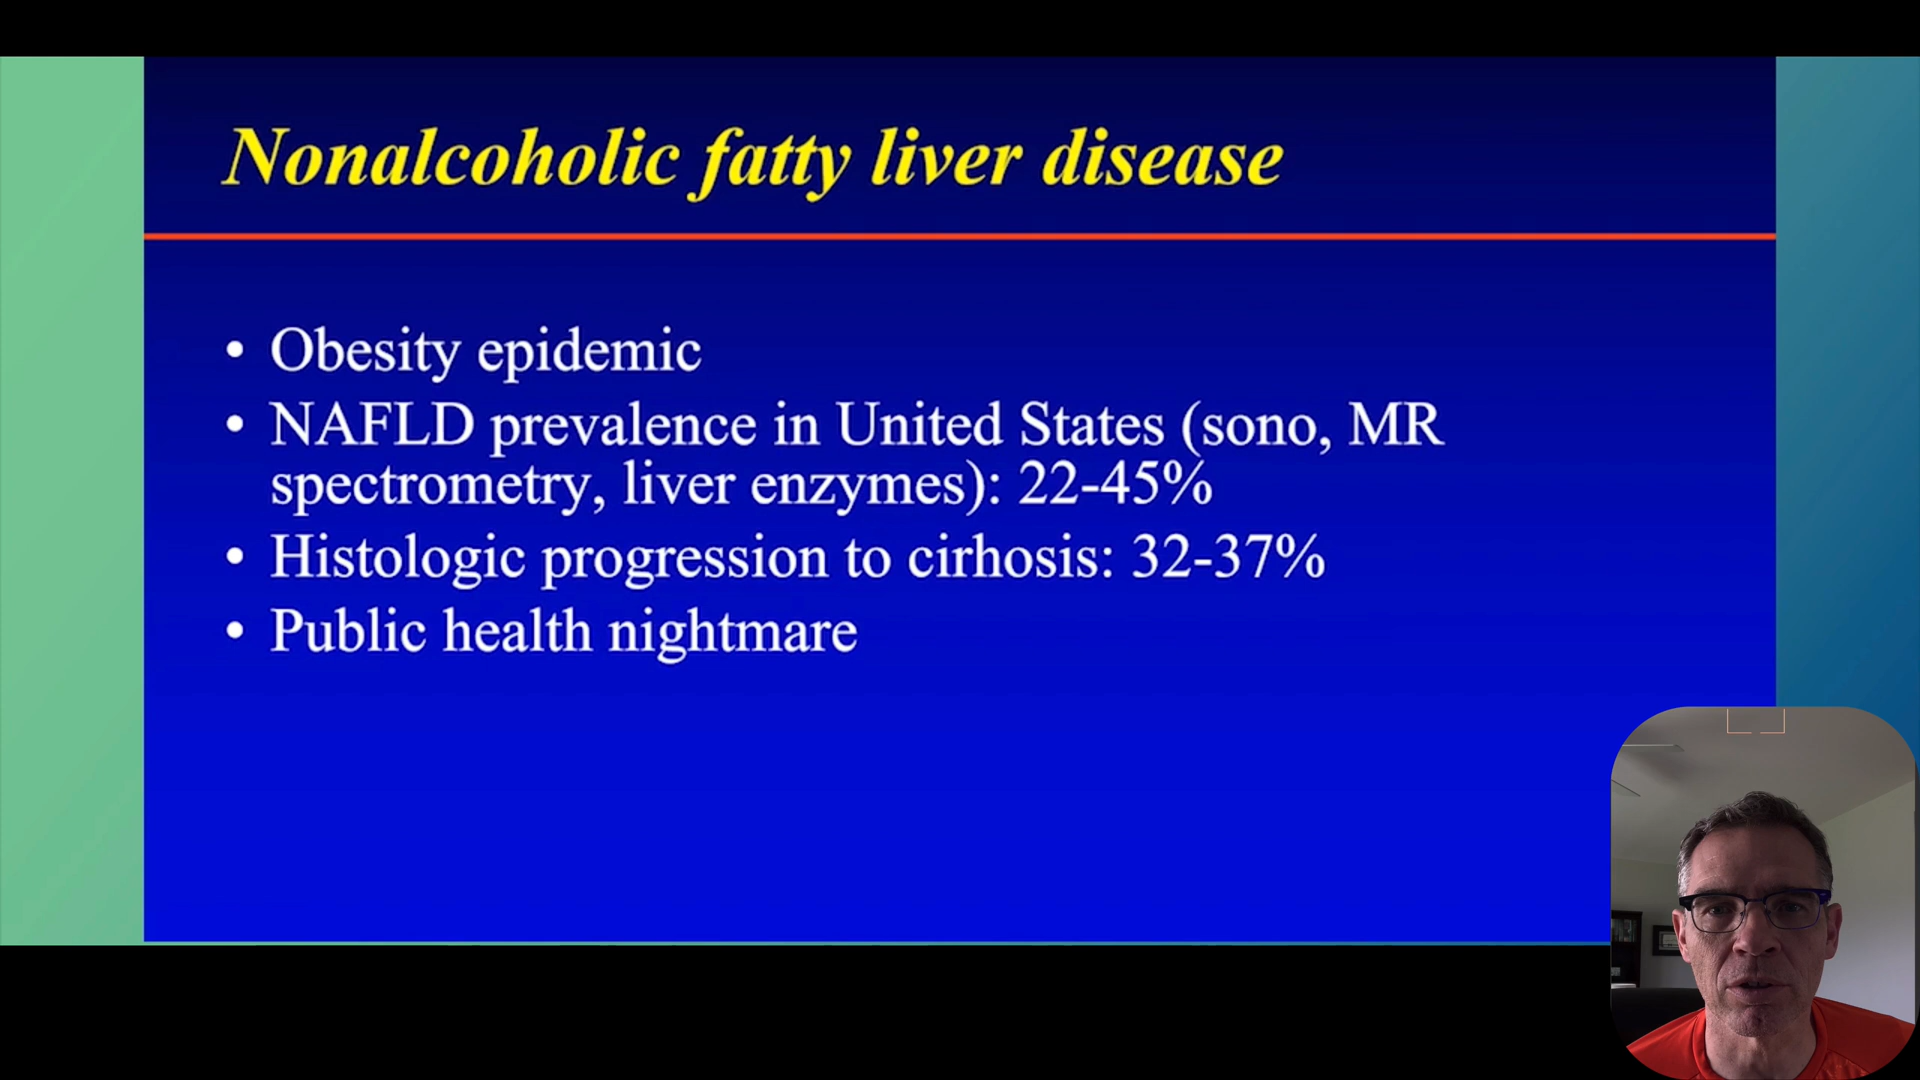 Nonalcoholic fatty liver disease
• Obesity epidemic
• NAFLD prevalence in United States (sono, MR
spectrometry, liver enzymes): 22-45%
• Histologic progression to cirhosis: 32-37%
• Public health nightmare